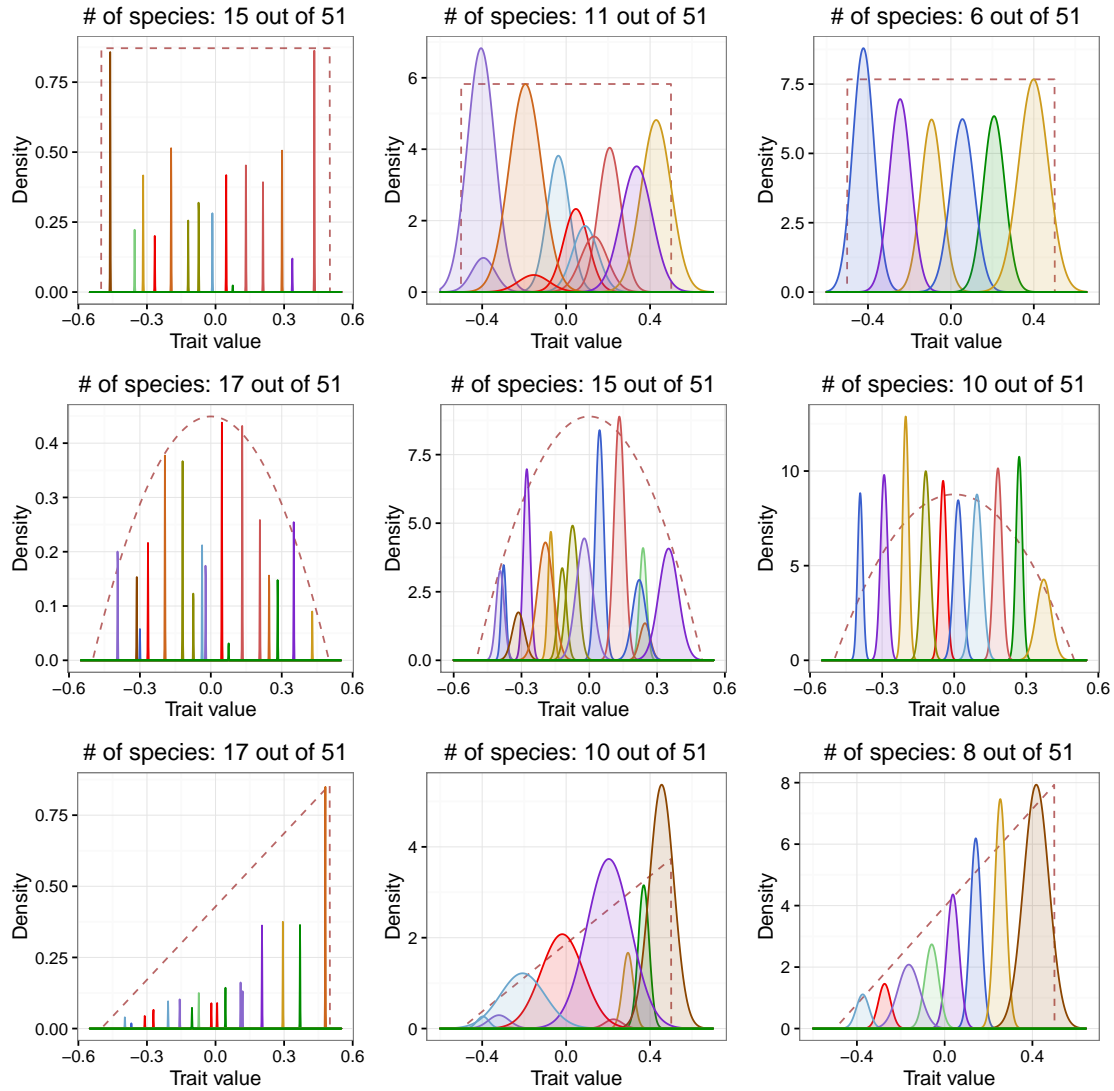 # of species: 15 out of 51
# of species: 11 out of 51
# of species: 6 out of 51
Density
0.75
0.50
0.25
0.00
−0.6
−0.3
0.0
0.3
0.6
Trait value
Density
6
4
2
0
−0.4
0.0
0.4
Trait value
Density
7.5
5.0
2.5
0.0
−0.4
0.0
0.4
Trait value
# of species: 17 out of 51
# of species: 15 out of 51
# of species: 10 out of 51
Density
0.4
0.3
0.2
0.1
0.0
−0.6
−0.3
0.0
0.3
0.6
Trait value
Density
7.5
5.0
2.5
0.0
−0.6
−0.3
0.0
0.3
0.6
Trait value
Density
10
5
0
−0.6
−0.3
0.0
0.3
0.6
Trait value
# of species: 17 out of 51
# of species: 10 out of 51
# of species: 8 out of 51
Density
0.75
0.50
0.25
0.00
−0.6
−0.3
0.0
0.3
0.6
Trait value
Density
4
2
0
−0.4
0.0
0.4
Trait value
Density
8
6
4
2
0
−0.4
0.0
0.4
Trait value